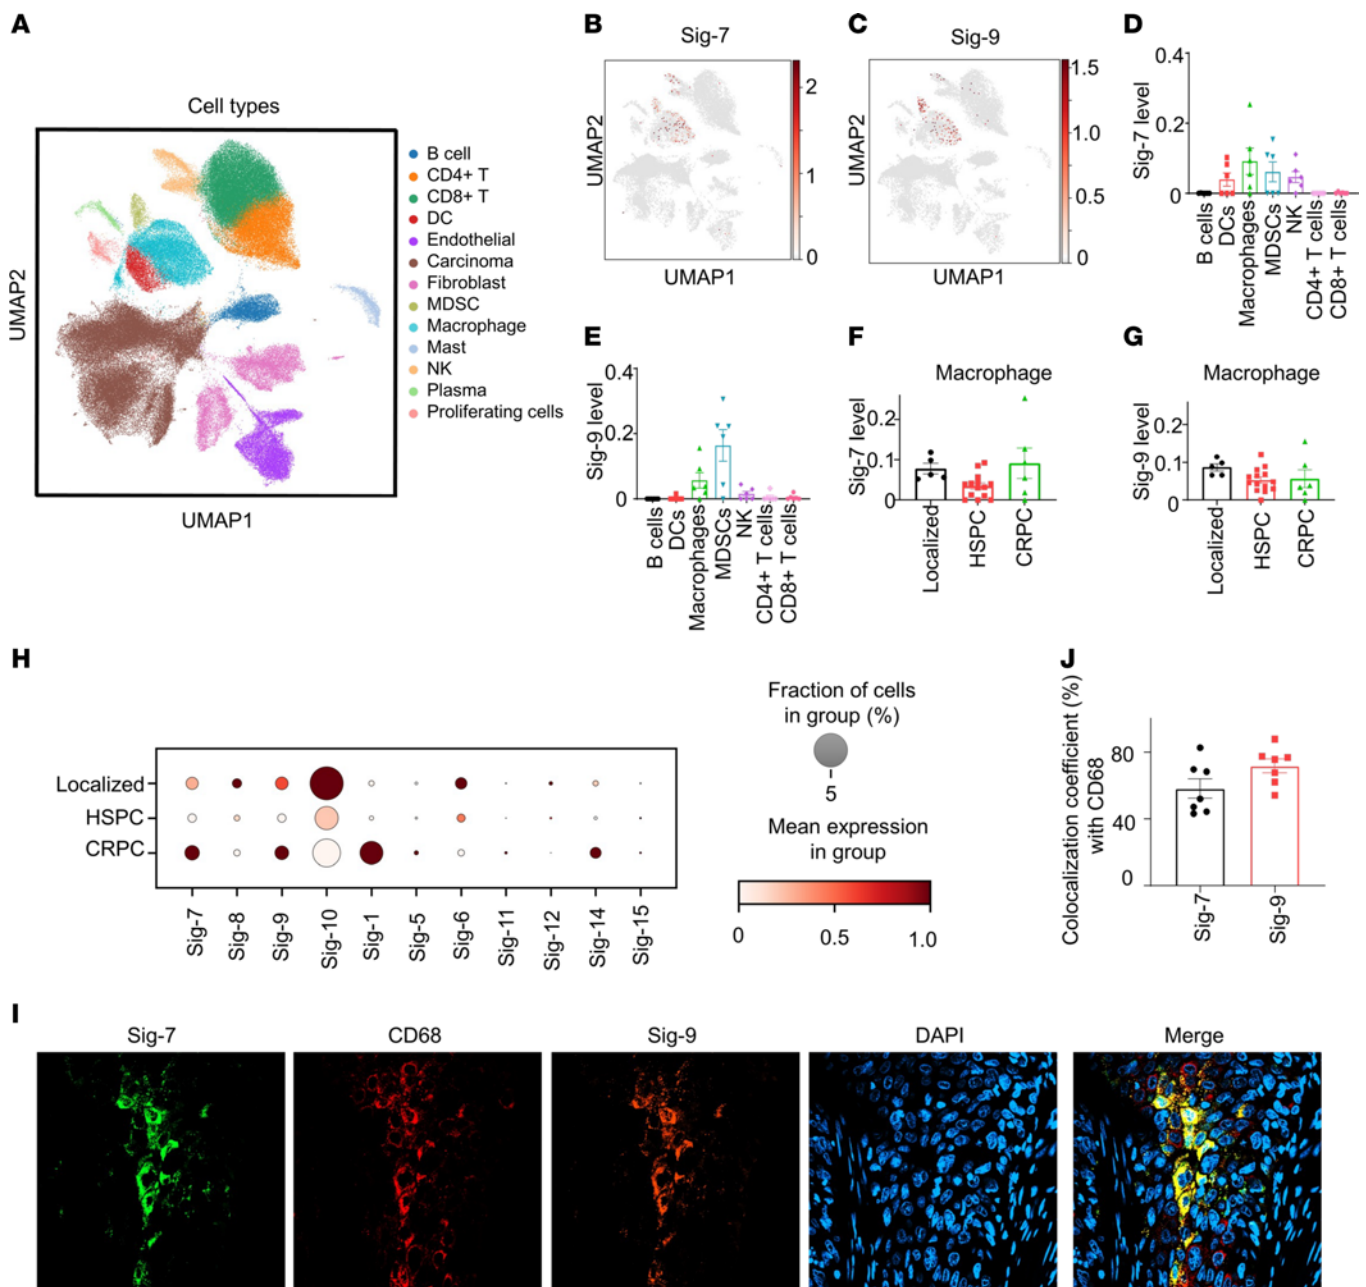 A
Cell types
UMAP2
UMAP1
B cell
CD4+ T
CD8+ T
DC
Endothelial
Carcinoma
Fibroblast
MDSC
Macrophage
Mast
NK
Plasma
Proliferating cells
B
Sig-7
UMAP2
UMAP1
2
1
0
C
Sig-9
UMAP2
UMAP1
1.5
1.0
0.5
0
D
Sig-7 level
0.4
0.2
0
B cells
DCs
Macrophages
MDSCs
NK
CD4+ T cells
CD8+ T cells
E
Sig-9 level
0.4
0.2
0
B cells
DCs
Macrophages
MDSCs
NK
CD4+ T cells
CD8+ T cells
F
Macrophage
Sig-7 level
0.2
0.1
0
Localized
HSPC
CRPC
G
Macrophage
Sig-9 level
0.2
0.1
0
Localized
HSPC
CRPC
H
Localized
HSPC
CRPC
Sig-7
Sig-8
Sig-9
Sig-10
Sig-1
Sig-5
Sig-6
Sig-11
Sig-12
Sig-14
Sig-15
Fraction of cells
in group (%)
5
Mean expression
in group
0
0.5
1.0
J
Colocalization coefficient (%)
with CD68
80
40
0
Sig-7
Sig-9
I
Sig-7
CD68
Sig-9
DAPI
Merge